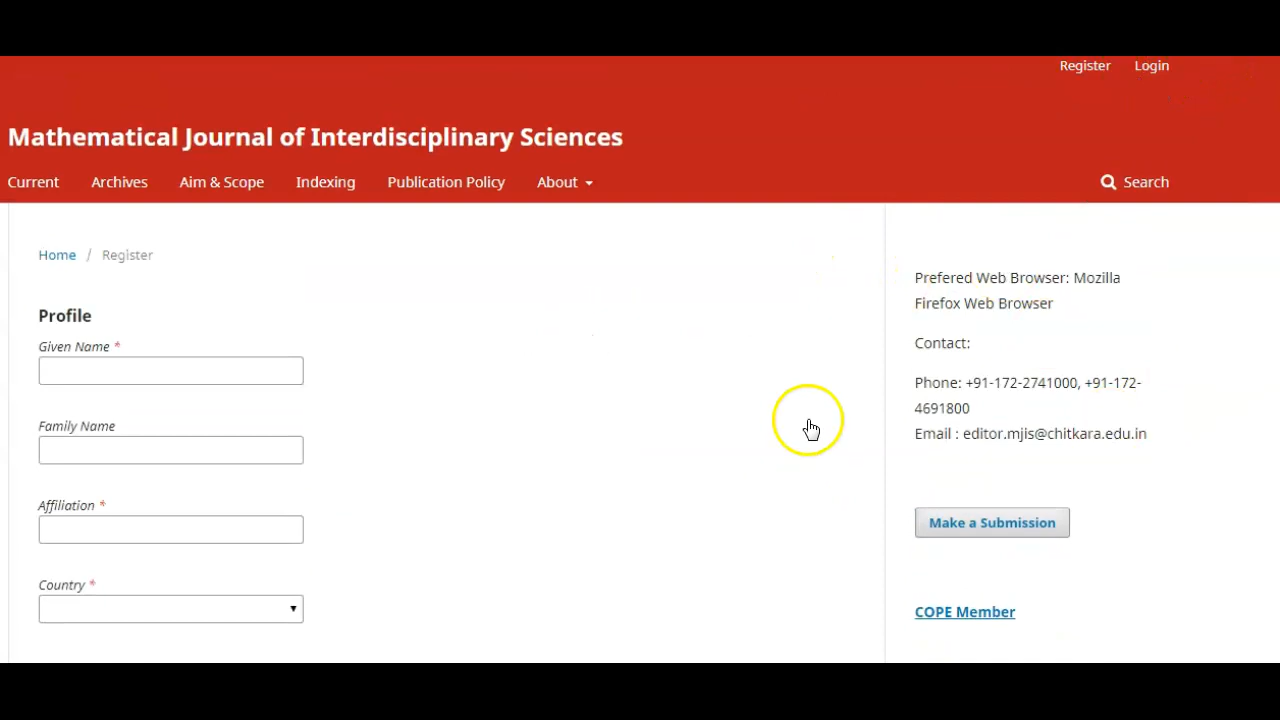 Register Login
Mathematical Journal of Interdisciplinary Sciences
Current Archives Aim & Scope Indexing Publication Policy About
Search
Home / Register
Profile
Given Name *
Family Name
Affiliation *
Country *
Prefered Web Browser: Mozilla
Firefox Web Browser
Contact:
Phone: +91-172-2741000, +91-172-
4691800
Email : editor.mjis@chitkara.edu.in
Make a Submission
COPE Member